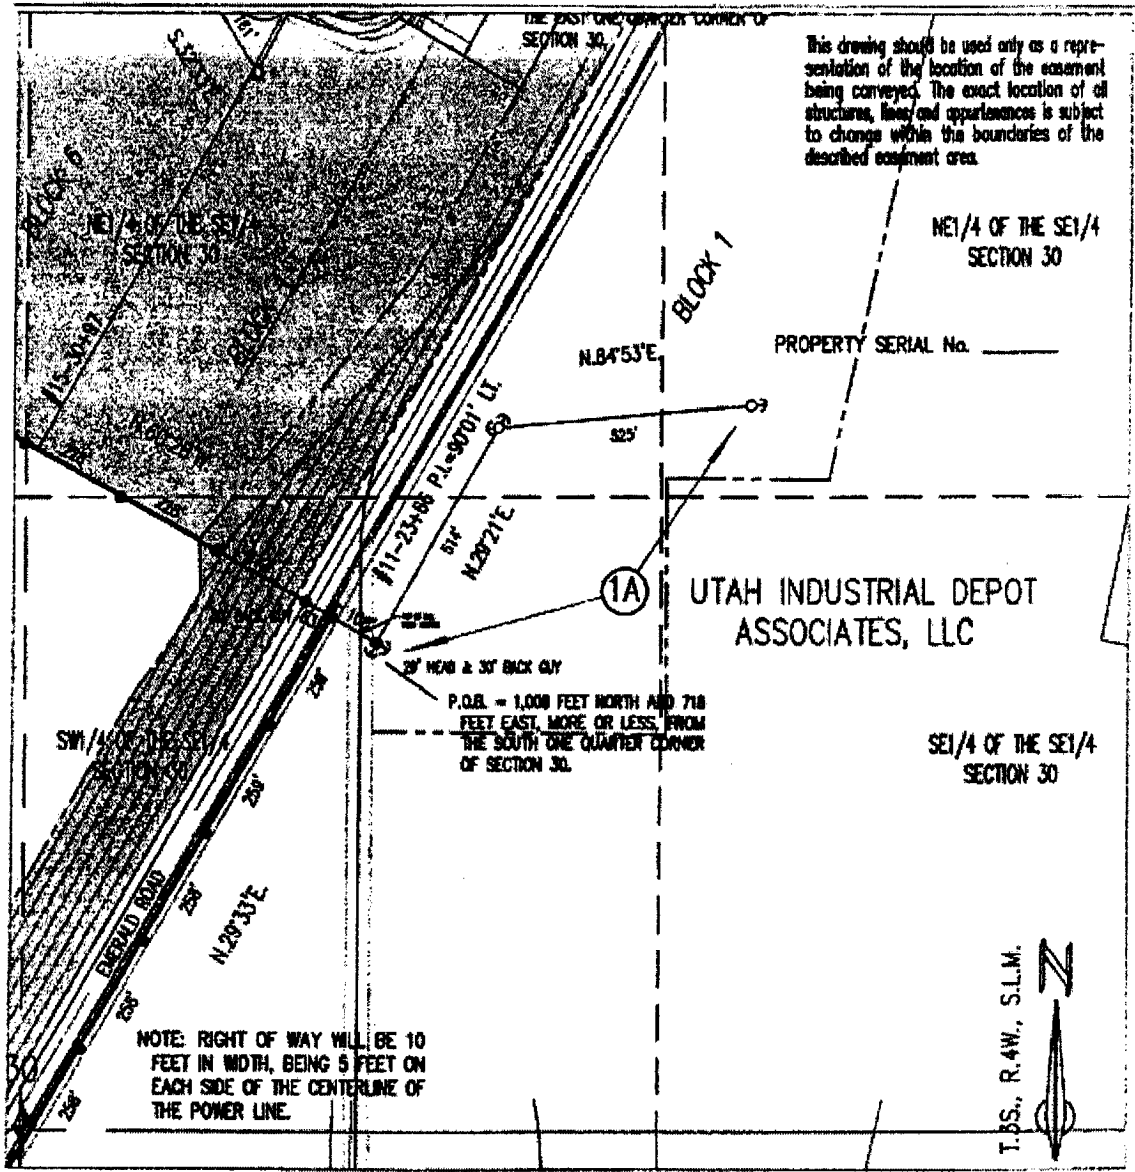 THE EAST ONE QUARTER CORNER OF
SECTION 30.
This drawing should be used only as a repre-
sentation of the location of the easement
being conveyed. The exact location of all
structures, lines and appurtenances is subject
to change within the boundaries of the
described easement area.
181'
BLOCK 6
NE1/4 OF THE SE1/4
SECTION 30
BLOCK
NE1/4 OF THE SE1/4
SECTION 30
BLOCK 1
PROPERTY SERIAL No.
N.84°53'E.
525'
#15-30+97
#11-23+86 P.I.=90°01' LT.
514'
N.29°21'E.
1A
UTAH INDUSTRIAL DEPOT
ASSOCIATES, LLC
29' HEAD & 30' BACK GUY
P.O.B. = 1,008 FEET NORTH AND 718
FEET EAST, MORE OR LESS, FROM
THE SOUTH ONE QUARTER CORNER
OF SECTION 30.
SW1/4 OF THE SE1/4
SECTION 30
SE1/4 OF THE SE1/4
SECTION 30
258'
258'
258'
258'
258'
EMERALD ROAD
N.29°33'E.
NOTE: RIGHT OF WAY WILL BE 10
FEET IN WIDTH, BEING 5 FEET ON
EACH SIDE OF THE CENTERLINE OF
THE POWER LINE.
30
T.3S., R.4W., S.L.M.
N